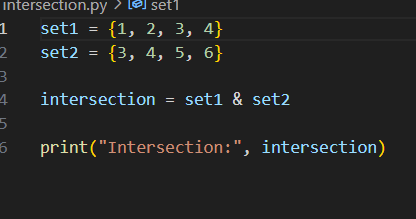 intersection.py > set1
1 set1 = {1, 2, 3, 4}
2 set2 = {3, 4, 5, 6}
3
4 intersection = set1 & set2
5
6 print("Intersection:", intersection)